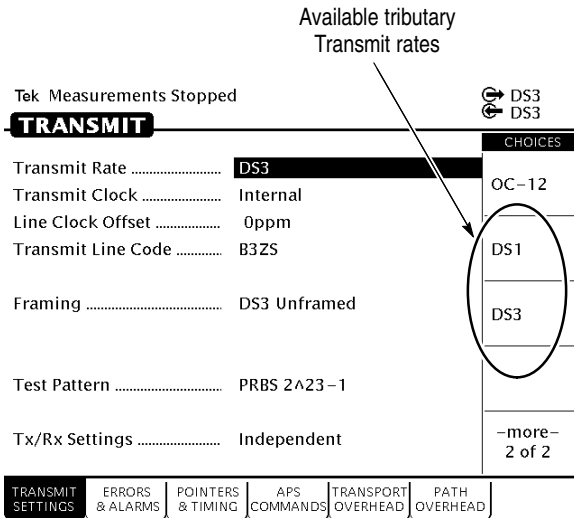 Available tributary
Transmit rates
Tek Measurements Stopped
DS3
DS3
TRANSMIT
CHOICES
Transmit Rate ..................... DS3
Transmit Clock ..................... Internal
Line Clock Offset ............... 0ppm
Transmit Line Code ........... B3ZS
Framing ............................... DS3 Unframed
Test Pattern ........................ PRBS 2^23-1
Tx/Rx Settings .................... Independent
OC-12
DS1
DS3
-more-
2 of 2
TRANSMIT SETTINGS
ERRORS & ALARMS
POINTERS & TIMING
APS COMMANDS
TRANSPORT OVERHEAD
PATH OVERHEAD